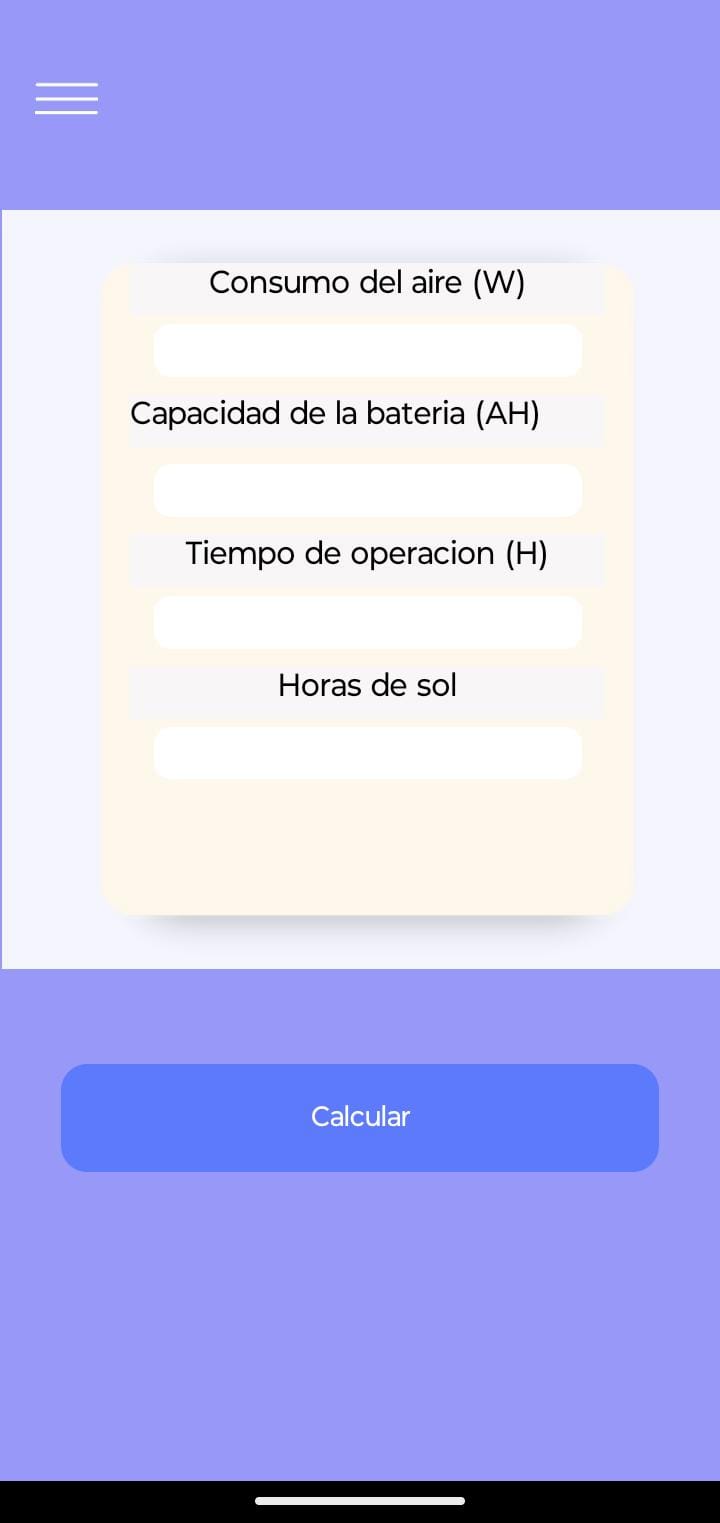 Consumo del aire (W)
Capacidad de la bateria (AH)
Tiempo de operacion (H)
Horas de sol
Calcular